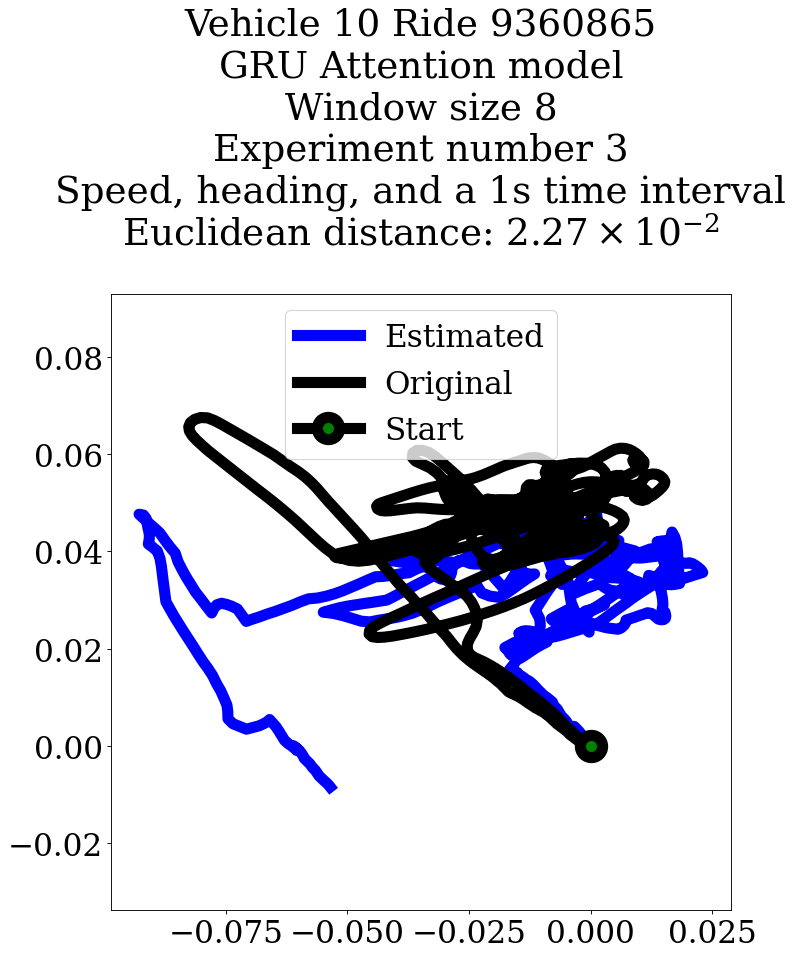 Vehicle 10 Ride 9360865
GRU Attention model
Window size 8
Experiment number 3
Speed, heading, and a 1s time interval
Euclidean distance: 2.27 × 10⁻²
Estimated
Original
Start
0.08
0.06
0.04
0.02
0.00
−0.02
−0.075 −0.050 −0.025 0.000 0.025